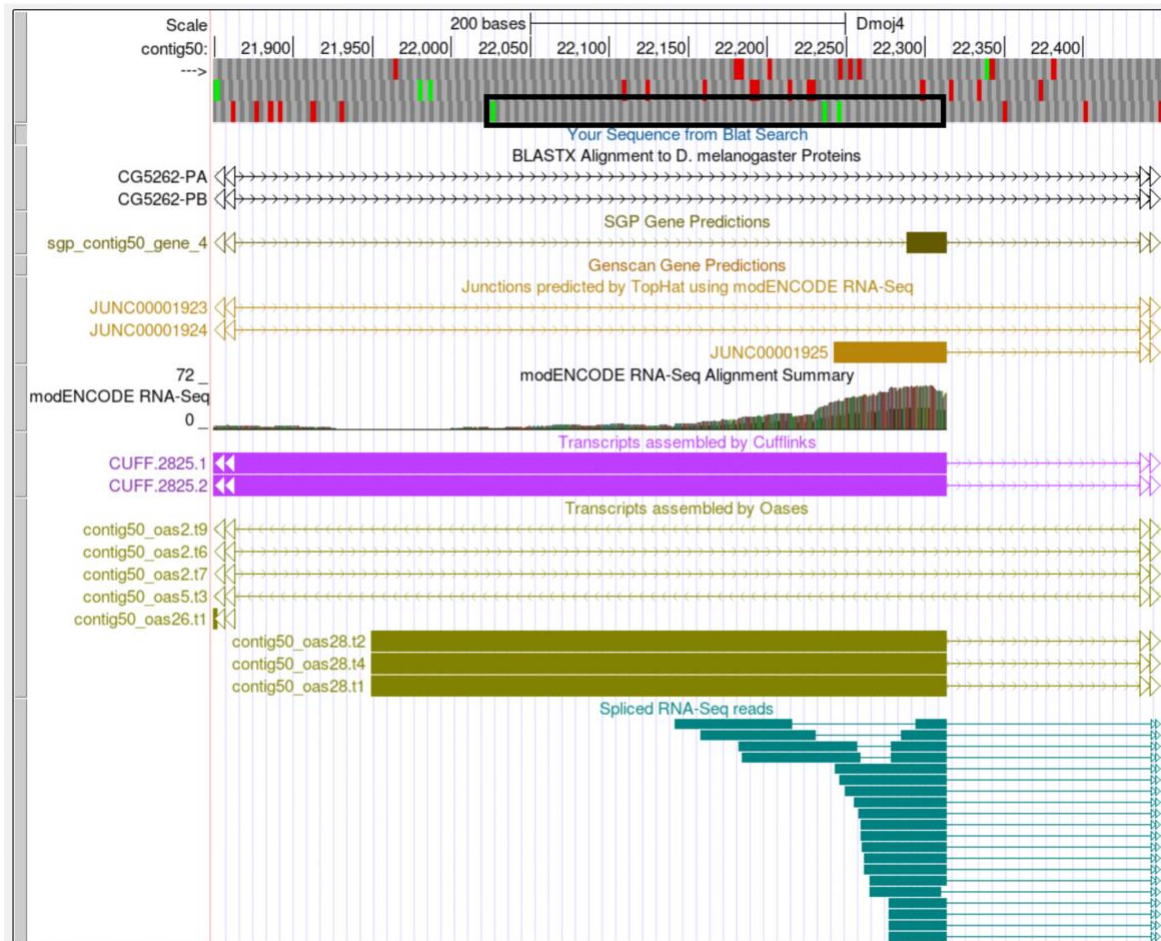 Scale 200 bases Dmoj4
contig50: 21,900 21,950 22,000 22,050 22,100 22,150 22,200 22,250 22,300 22,350 22,400
--->
Your Sequence from Blat Search
BLASTX Alignment to D. melanogaster Proteins
CG5262-PA
CG5262-PB
SGP Gene Predictions
sgp_contig50_gene_4
Genscan Gene Predictions
Junctions predicted by TopHat using modENCODE RNA-Seq
JUNC00001923
JUNC00001924
JUNC00001925
modENCODE RNA-Seq Alignment Summary
72 _
modENCODE RNA-Seq
0 _
Transcripts assembled by Cufflinks
CUFF.2825.1
CUFF.2825.2
Transcripts assembled by Oases
contig50_oas2.t9
contig50_oas2.t6
contig50_oas2.t7
contig50_oas5.t3
contig50_oas26.t1
contig50_oas28.t2
contig50_oas28.t4
contig50_oas28.t1
Spliced RNA-Seq reads